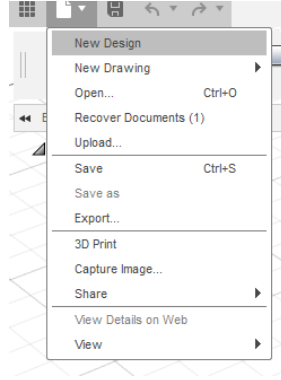 New Design
New Drawing
Open... Ctrl+O
Recover Documents (1)
Upload...
Save Ctrl+S
Save as
Export...
3D Print
Capture Image...
Share
View Details on Web
View